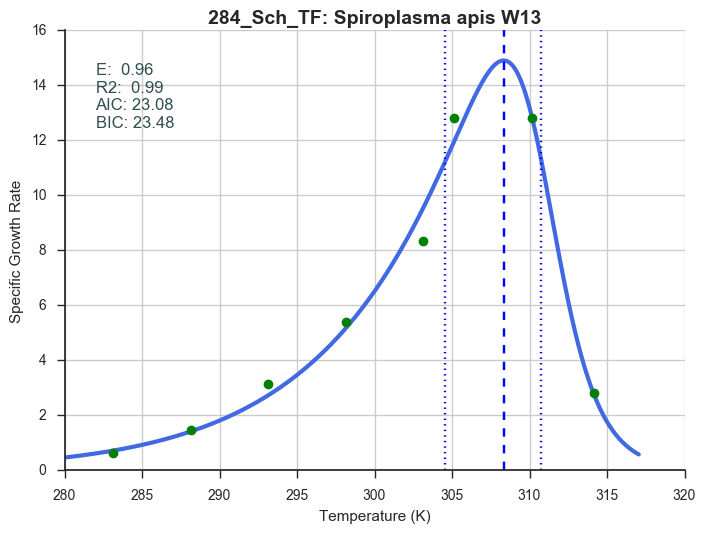 284_Sch_TF: Spiroplasma apis W13
E:  0.96
R2:  0.99
AIC: 23.08
BIC: 23.48
Specific Growth Rate
16
14
12
10
8
6
4
2
0
280 285 290 295 300 305 310 315 320
Temperature (K)